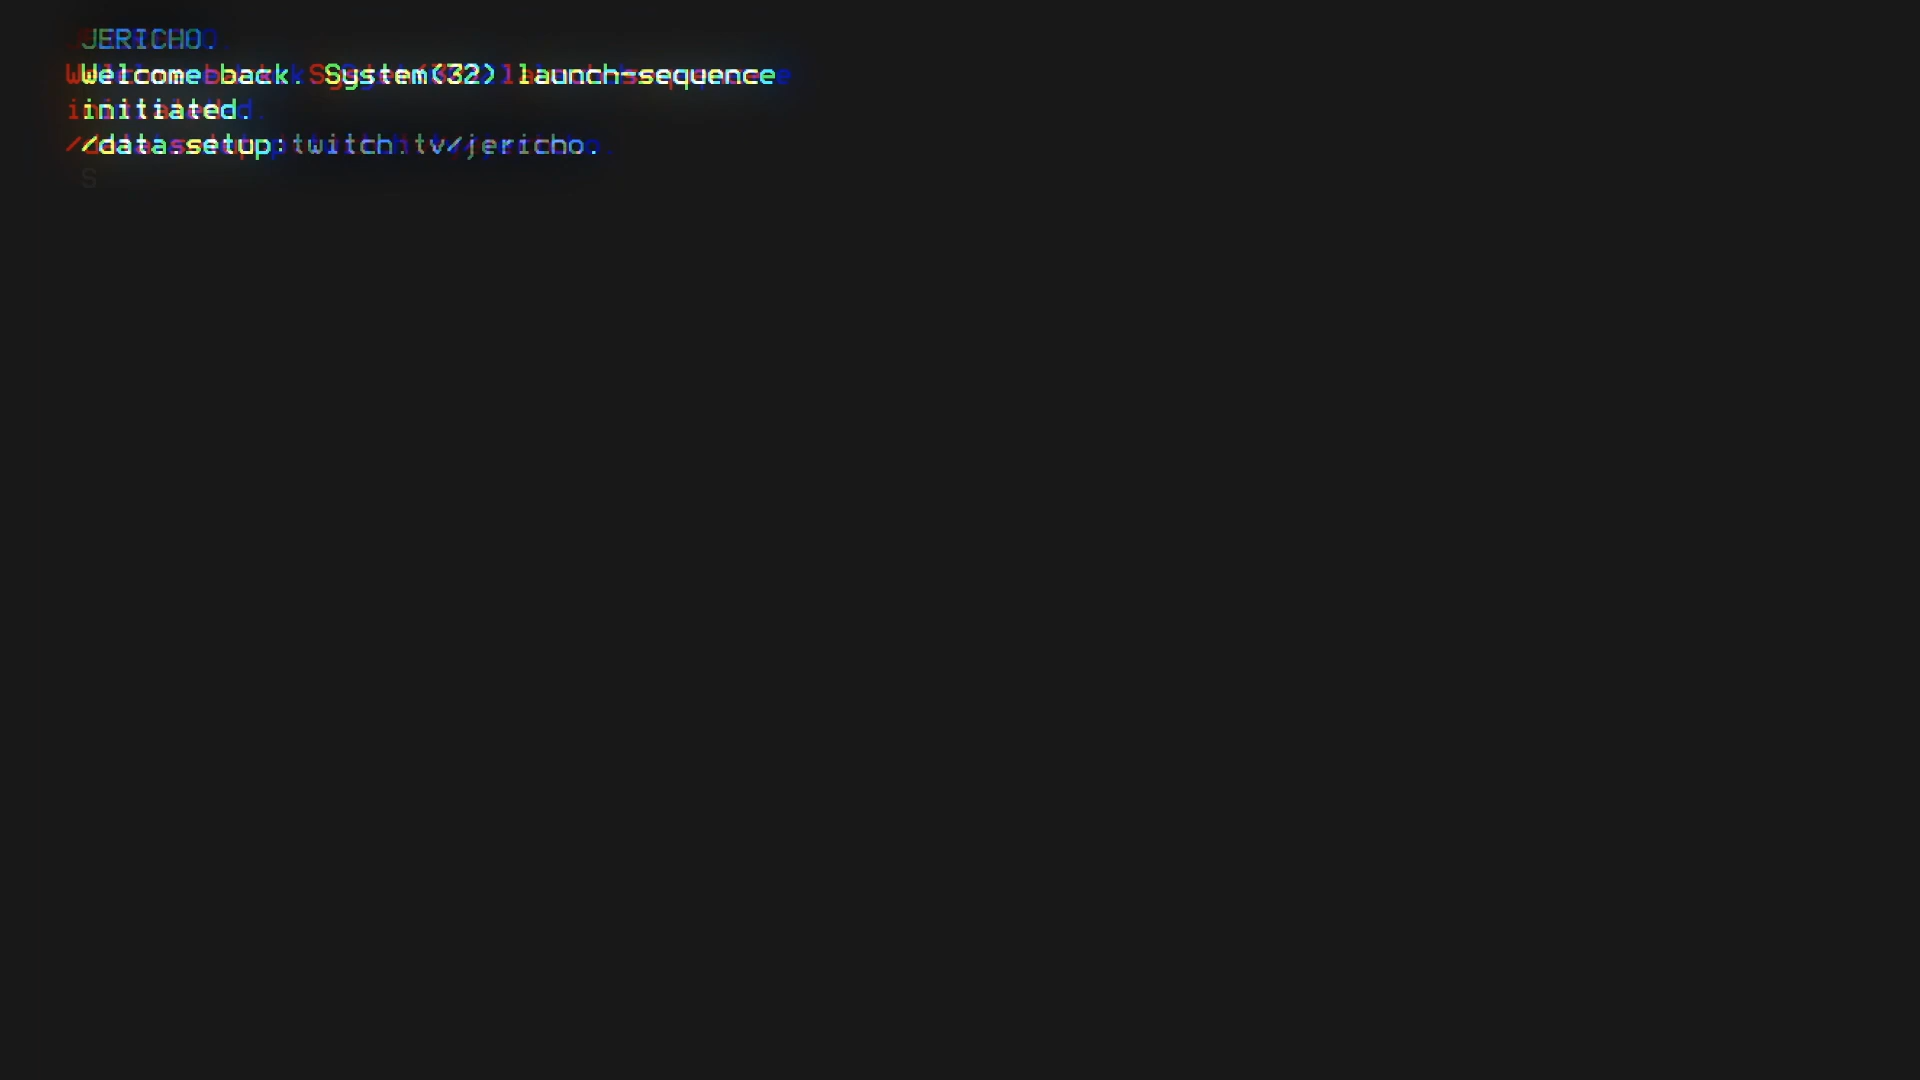 JERICHO.
Welcome back. System(32) launch-sequence
initiated.
//data.setup:twitch.tv/jericho.
S